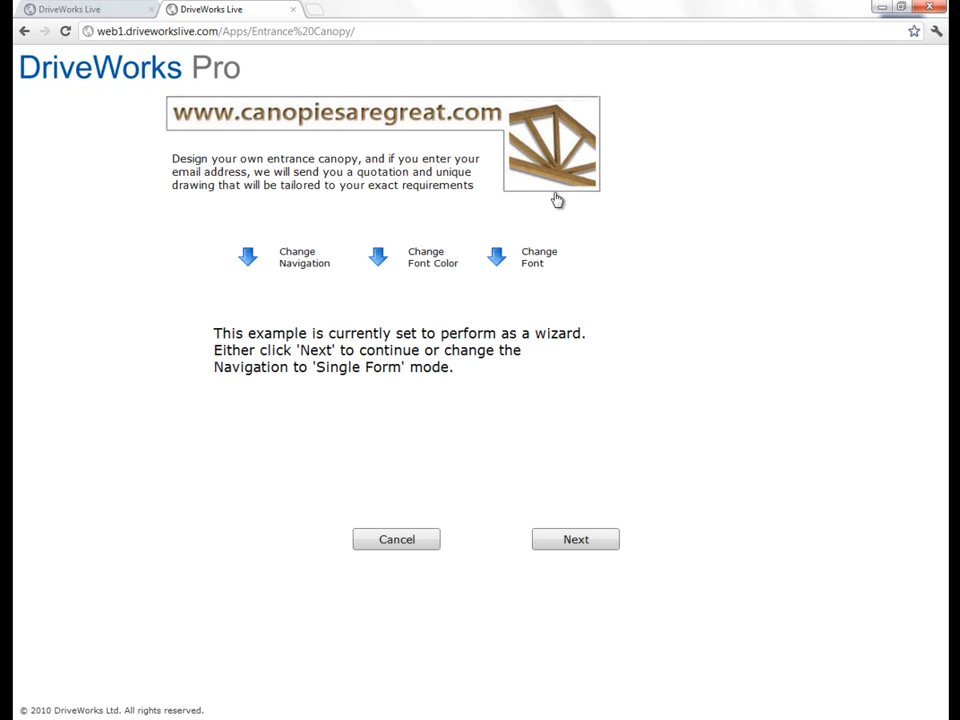 DriveWorks Live
DriveWorks Live
web1.driveworkslive.com/Apps/Entrance%20Canopy/
DriveWorks Pro
www.canopiesaregreat.com
Design your own entrance canopy, and if you enter your
email address, we will send you a quotation and unique
drawing that will be tailored to your exact requirements
Change
Navigation
Change
Font Color
Change
Font
This example is currently set to perform as a wizard.
Either click 'Next' to continue or change the
Navigation to 'Single Form' mode.
Cancel
Next
© 2010 DriveWorks Ltd. All rights reserved.